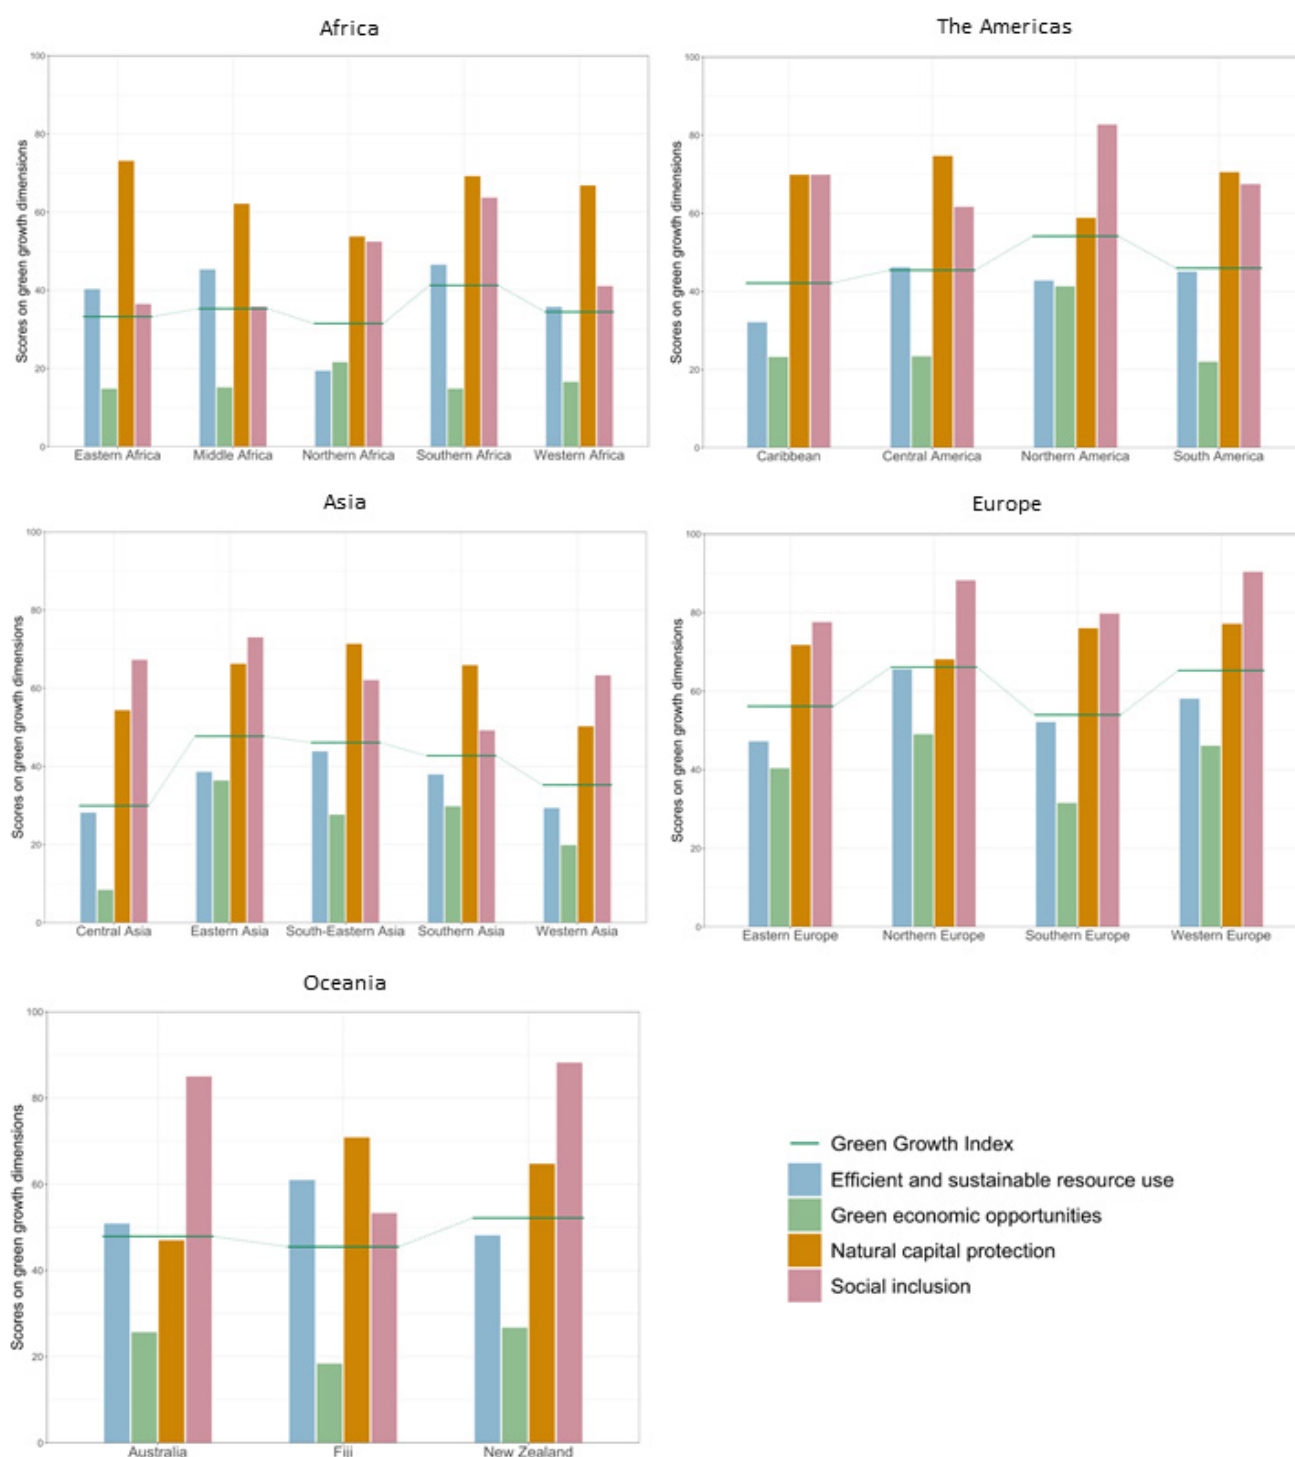 Africa
100
80
60
40
20
0
Scores on green growth dimensions
Eastern Africa Middle Africa Northern Africa Southern Africa Western Africa
The Americas
100
80
60
40
20
0
Scores on green growth dimensions
Caribbean Central America Northern America South America
Asia
100
80
60
40
20
0
Scores on green growth dimensions
Central Asia Eastern Asia South-Eastern Asia Southern Asia Western Asia
Europe
100
80
60
40
20
0
Scores on green growth dimensions
Eastern Europe Northern Europe Southern Europe Western Europe
Oceania
100
80
60
40
20
0
Scores on green growth dimensions
Australia Fiji New Zealand
Green Growth Index
Efficient and sustainable resource use
Green economic opportunities
Natural capital protection
Social inclusion